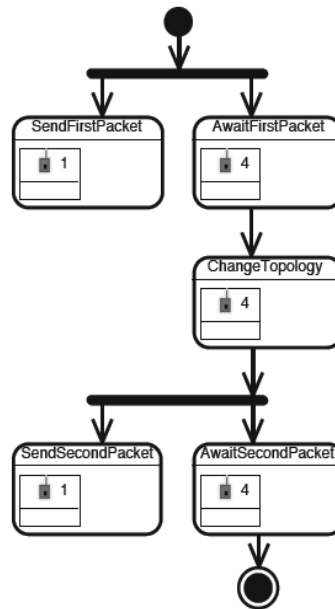 SendFirstPacket
AwaitFirstPacket
1
4
ChangeTopology
4
SendSecondPacket
AwaitSecondPacket
1
4